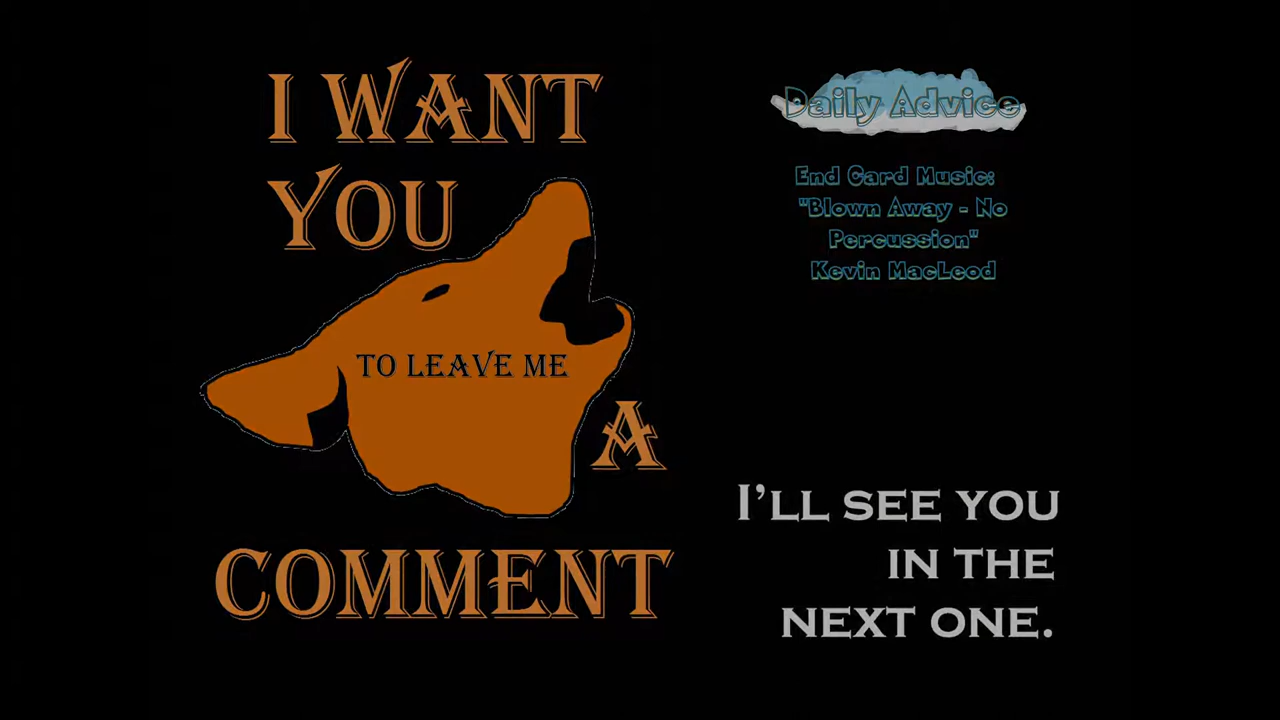 I WANT
YOU
TO LEAVE ME
A
COMMENT
Daily Advice
End Card Music:
"Blown Away - No
Percussion"
Kevin MacLeod
I'LL SEE YOU
IN THE
NEXT ONE.